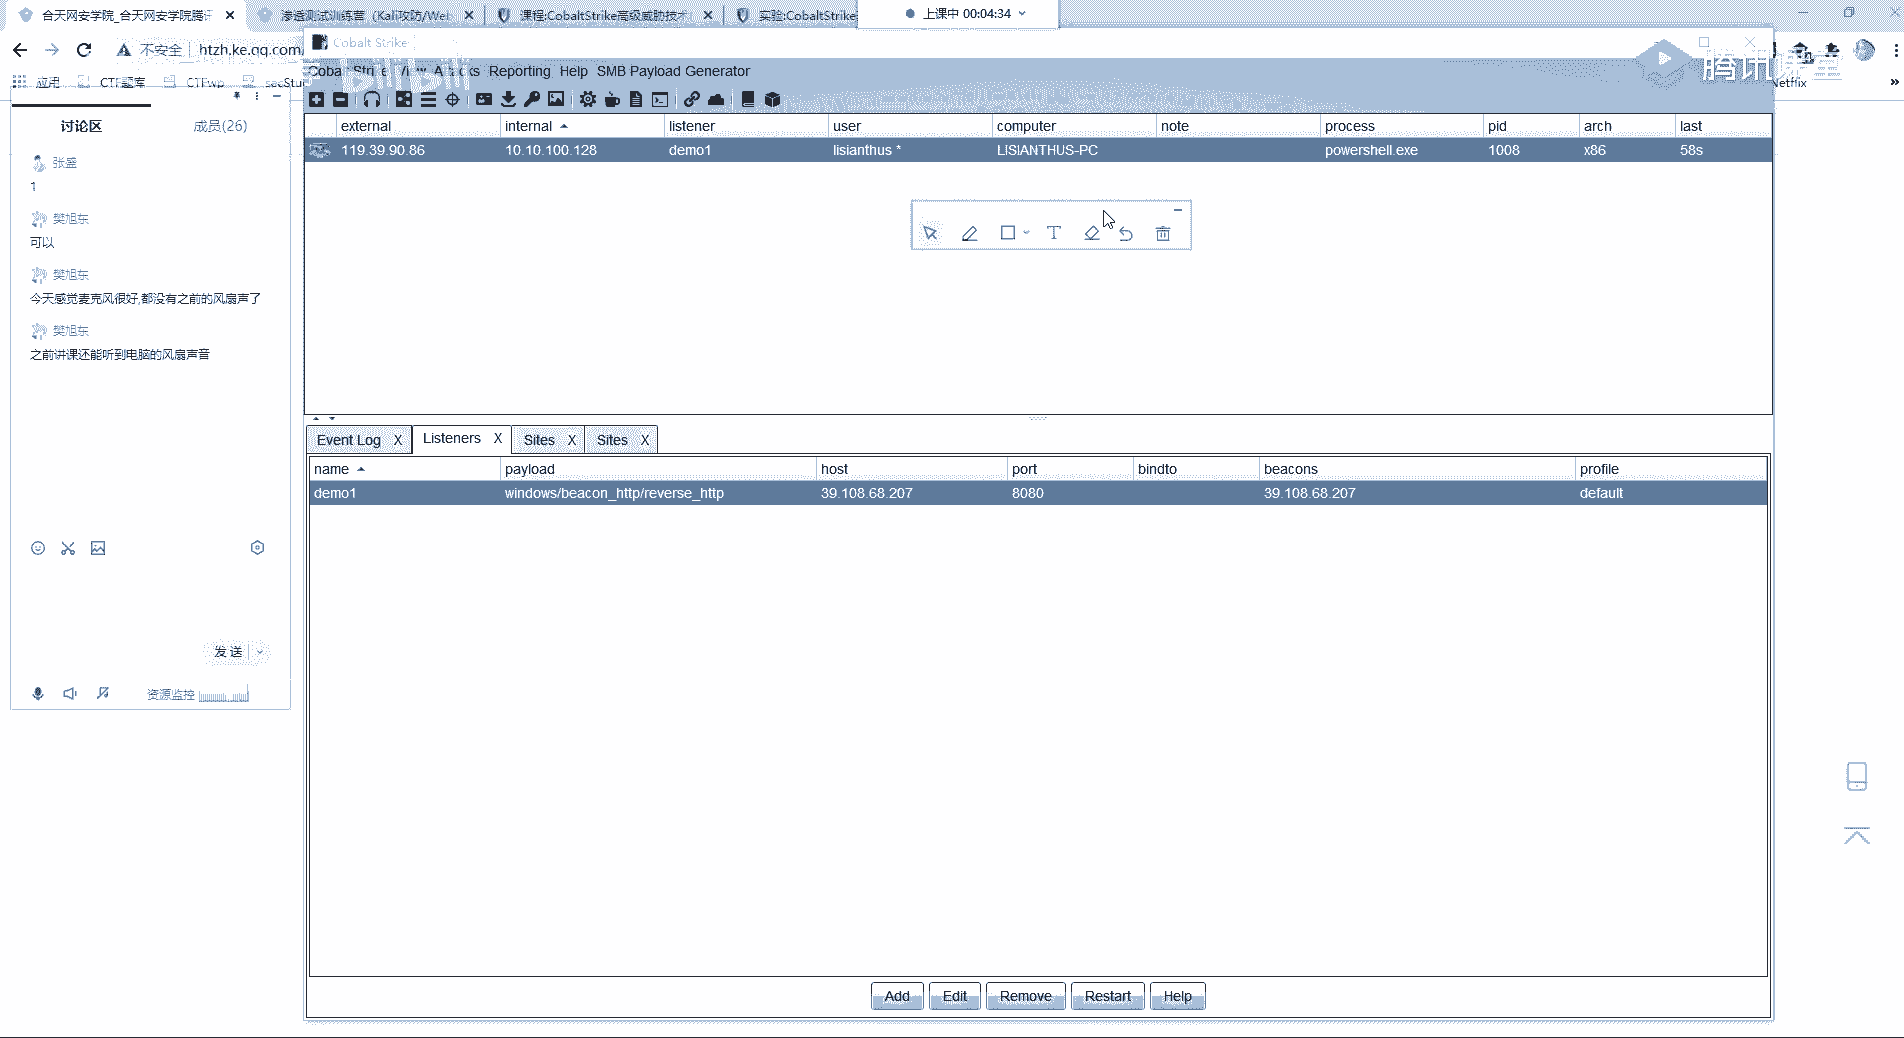 合天网安学院_合天网安学院腾讯
渗透测试训练营（Kali攻防/Web
课程:CobaltStrike高级威胁技术
实验:CobaltStrike
上课中 00:04:34
不安全
htzh.ke.qq.com/
应用
CTF题库
CTFwp
secStu
Netflix
腾讯课堂
bilibili
Cobalt Strike
Cobalt Strike View Attacks Reporting Help SMB Payload Generator
讨论区
成员(26)
张盛
1
樊旭东
可以
樊旭东
今天感觉麦克风很好,都没有之前的风扇声了
樊旭东
之前讲课还能听到电脑的风扇声音
发送
资源监控
external internal listener user computer note process pid arch last
119.39.90.86 10.10.100.128 demo1 lisianthus * LISIANTHUS-PC powershell.exe 1008 x86 58s
T
Event Log X Listeners X Sites X Sites X
name payload host port bindto beacons profile
demo1 windows/beacon_http/reverse_http 39.108.68.207 8080 39.108.68.207 default
Add Edit Remove Restart Help